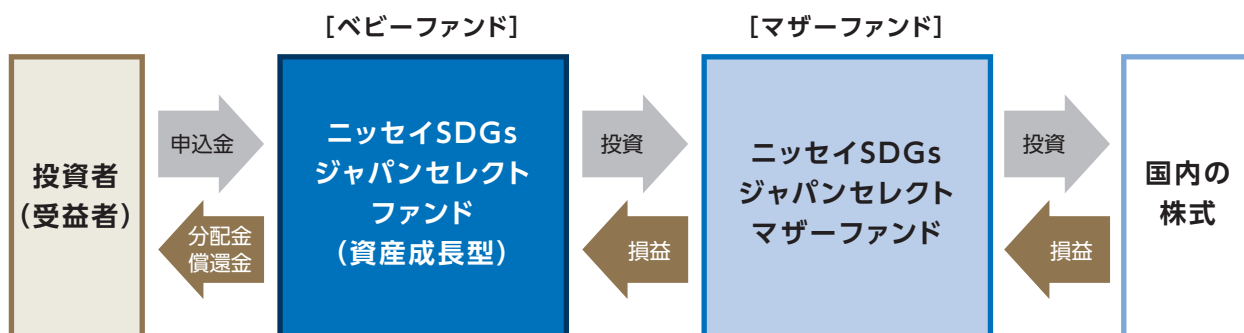 [ベビーファンド]
[マザーファンド]
投資者
(受益者)
申込金
分配金
償還金
ニッセイSDGs
ジャパンセレクト
ファンド
(資産成長型)
投資
損益
ニッセイSDGs
ジャパンセレクト
マザーファンド
投資
損益
国内の
株式